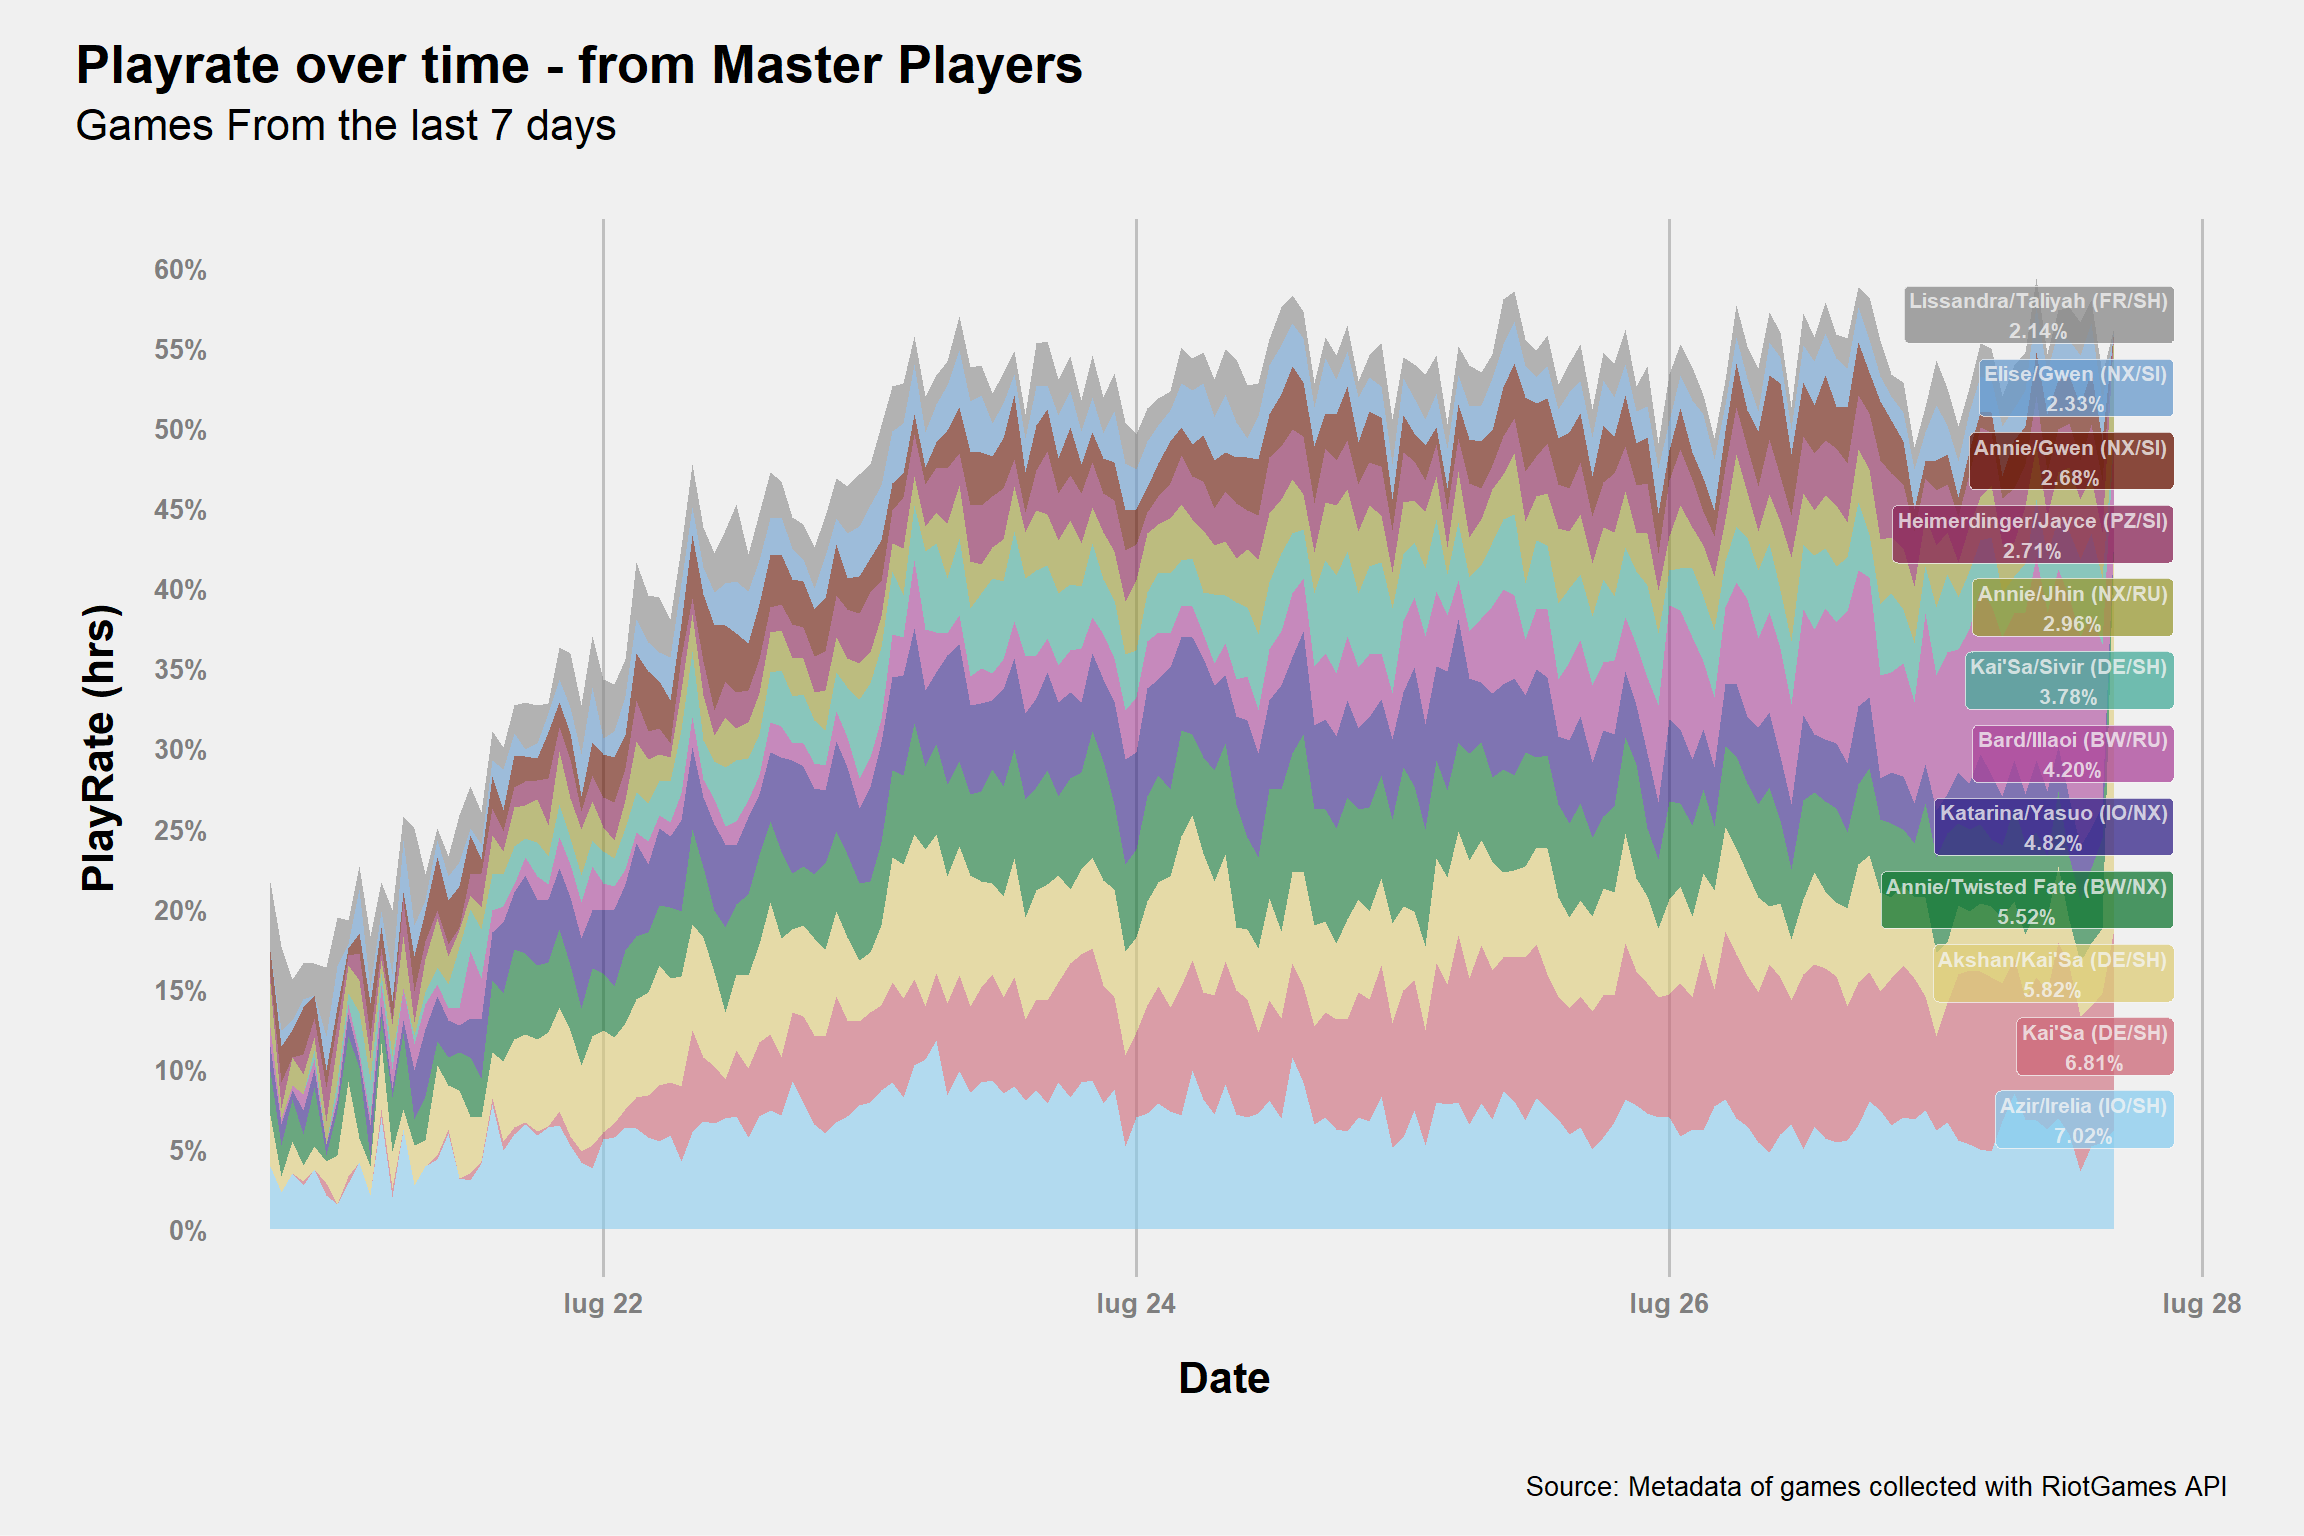 Playrate over time - from Master Players
Games From the last 7 days
PlayRate (hrs)
60%
55%
50%
45%
40%
35%
30%
25%
20%
15%
10%
5%
0%
Lissandra/Taliyah (FR/SH)
2.14%
Elise/Gwen (NX/SI)
2.33%
Annie/Gwen (NX/SI)
2.68%
Heimerdinger/Jayce (PZ/SI)
2.71%
Annie/Jhin (NX/RU)
2.96%
Kai'Sa/Sivir (DE/SH)
3.78%
Bard/Illaoi (BW/RU)
4.20%
Katarina/Yasuo (IO/NX)
4.82%
Annie/Twisted Fate (BW/NX)
5.52%
Akshan/Kai'Sa (DE/SH)
5.82%
Kai'Sa (DE/SH)
6.81%
Azir/Irelia (IO/SH)
7.02%
lug 22
lug 24
lug 26
lug 28
Date
Source: Metadata of games collected with RiotGames API